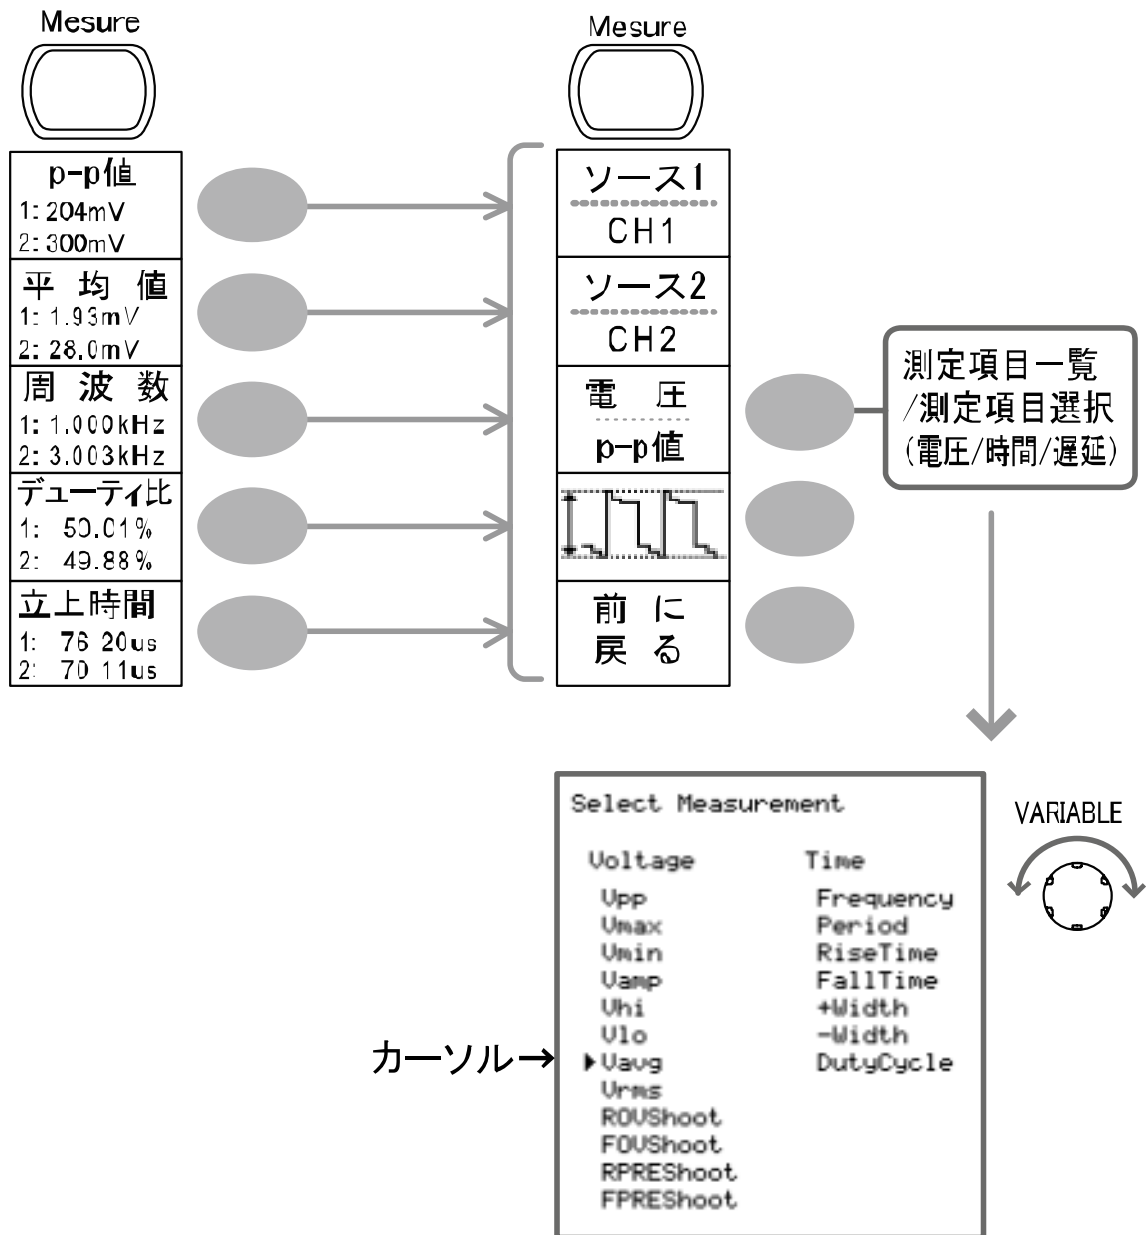 Mesure
p-p値
1: 204mV
2: 300mV
平 均 値
1: 1.93mV
2: 28.0mV
周 波 数
1: 1.000kHz
2: 3.003kHz
デューティ比
1: 50.01%
2: 49.88%
立上時間
1: 76 20us
2: 70 11us
Mesure
ソース1
CH1
ソース2
CH2
電 圧
p-p値
前 に
戻 る
測定項目一覧
/測定項目選択
(電圧/時間/遅延)
Select Measurement
Voltage Time
Vpp Frequency
Vmax Period
Vmin RiseTime
Vamp FallTime
Vhi +Width
Vlo -Width
カーソル→ Vavg DutyCycle
Vrms
ROVShoot
FOVShoot
RPREShoot
FPREShoot
VARIABLE